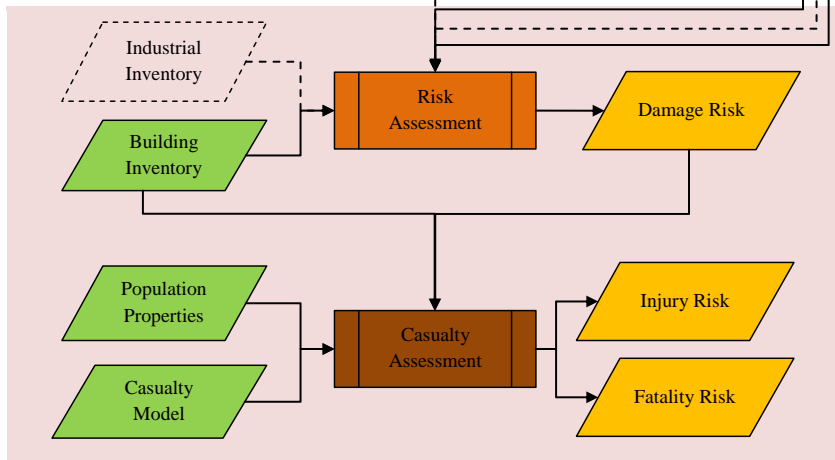 Industrial
Inventory
Risk
Assessment
Damage Risk
Building
Inventory
Population
Properties
Injury Risk
Casualty
Assessment
Casualty
Model
Fatality Risk